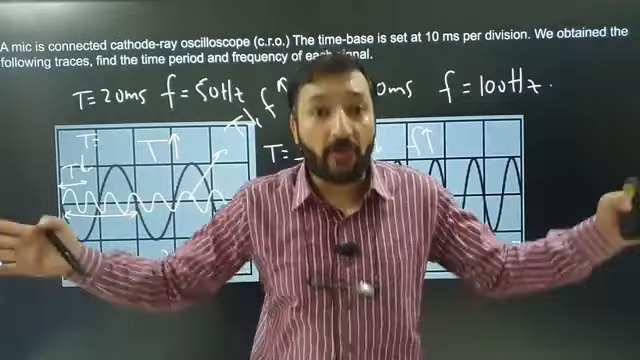 A mic is connected cathode-ray oscilloscope (c.r.o.) The time-base is set at 10 ms per division. We obtained the
following traces, find the time period and frequency of each signal.
T=20ms f=50Hz 0ms f=100Hz.
T↓ f↑
T= T↑ T= f↑
T↓